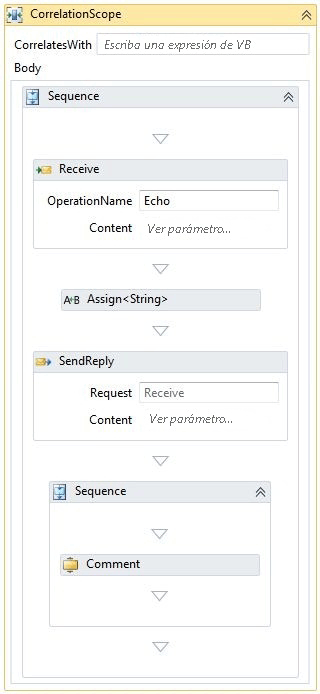 CorrelationScope
CorrelatesWith Escriba una expresión de VB
Body
Sequence
Receive
OperationName Echo
Content Ver parámetro...
A+B Assign<String>
SendReply
Request Receive
Content Ver parámetro...
Sequence
Comment